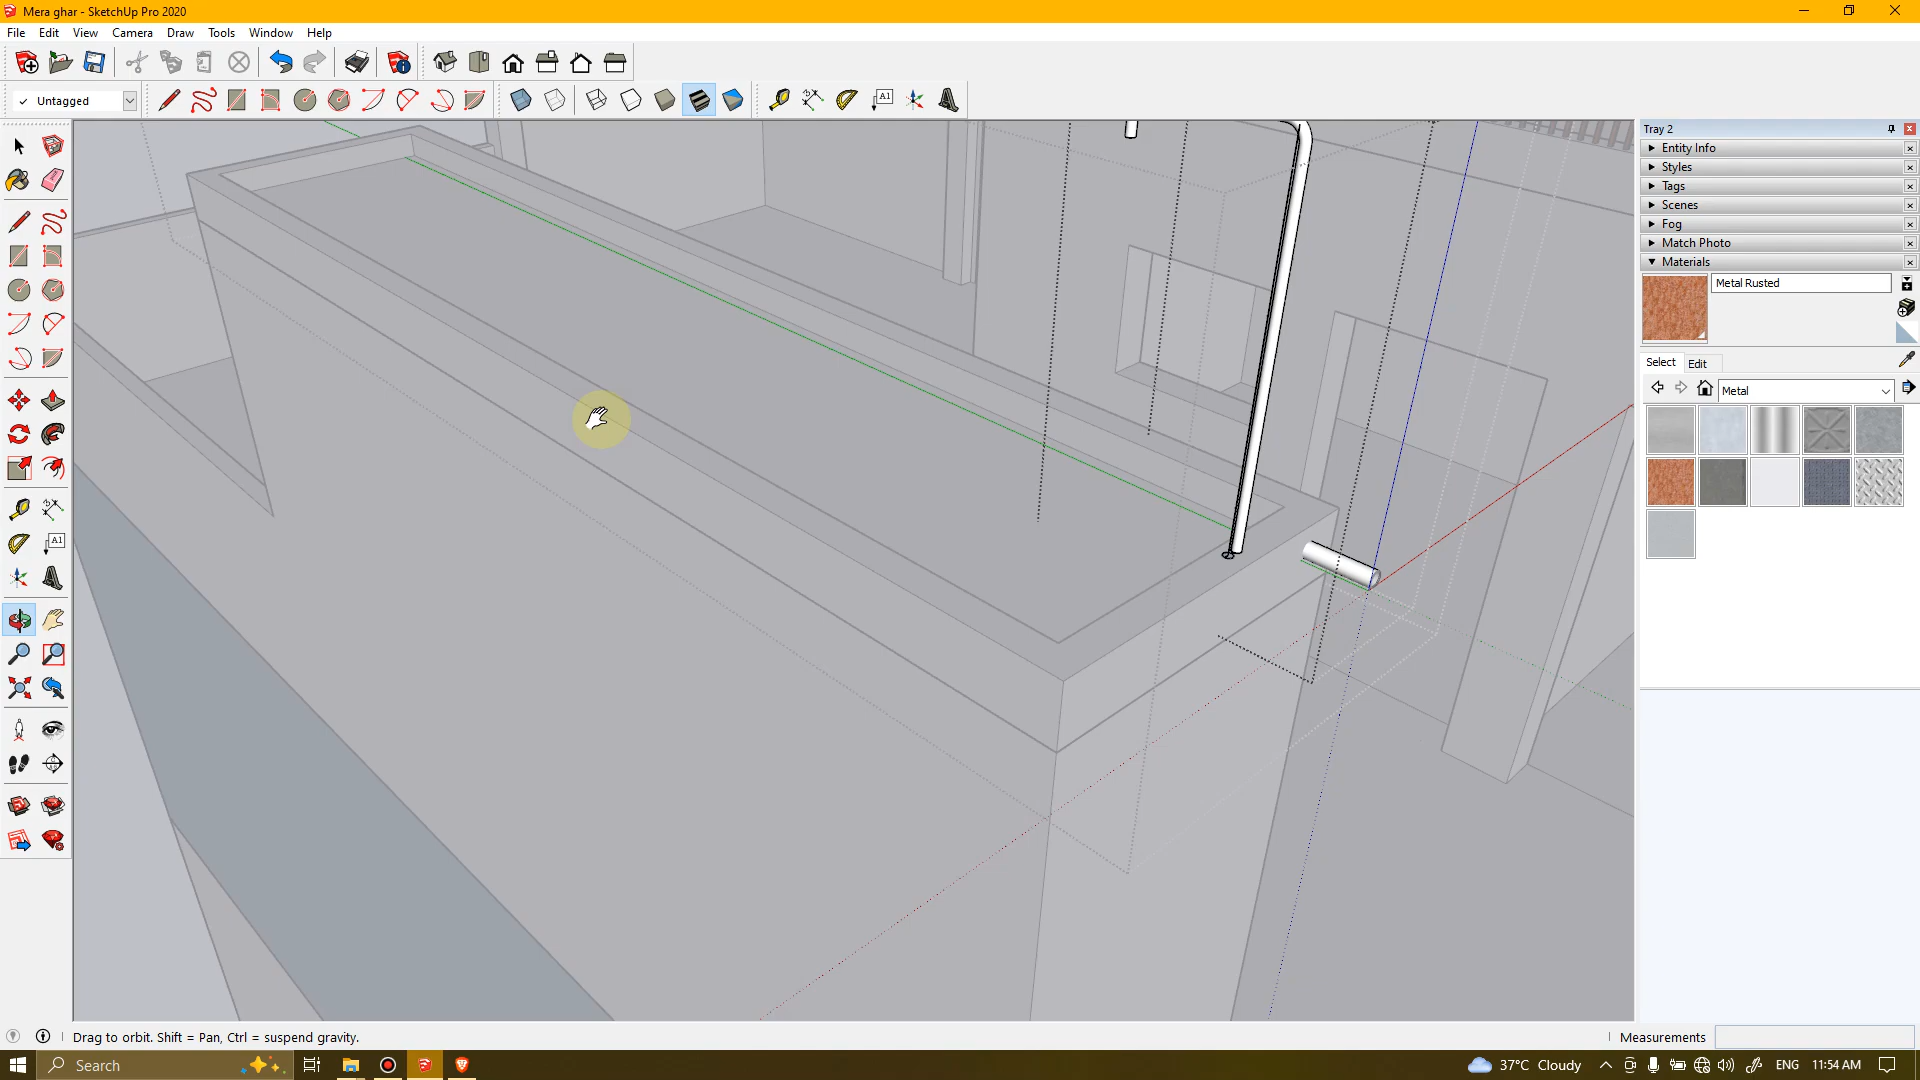 Mera ghar - SketchUp Pro 2020
File Edit View Camera Draw Tools Window Help
✓ Untagged
A1
A1
Tray 2
Entity Info
Styles
Tags
Scenes
Fog
Match Photo
Materials
Metal Rusted
Select Edit
Metal
Drag to orbit. Shift = Pan, Ctrl = suspend gravity.
Measurements
Search
37°C Cloudy
ENG
11:54 AM